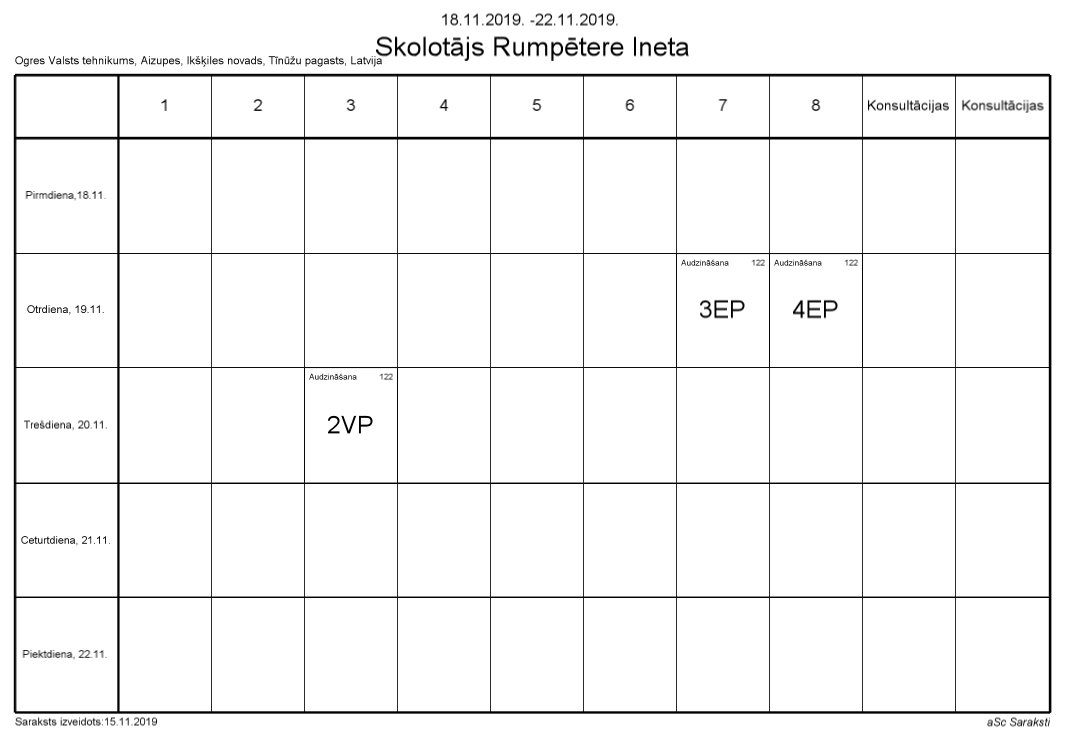 18.11.2019. -22.11.2019.
Skolotājs Rumpētere Ineta
Ogres Valsts tehnikums, Aizupes, Ikšķiles novads, Tīnūžu pagasts, Latvija
1 2 3 4 5 6 7 8 Konsultācijas Konsultācijas
Pirmdiena,18.11.
Audzināšana 122 Audzināšana 122
Otrdiena, 19.11. 3EP 4EP
Audzināšana 122
Trešdiena, 20.11. 2VP
Ceturtdiena, 21.11.
Piektdiena, 22.11.
Saraksts izveidots:15.11.2019 aSc Saraksti